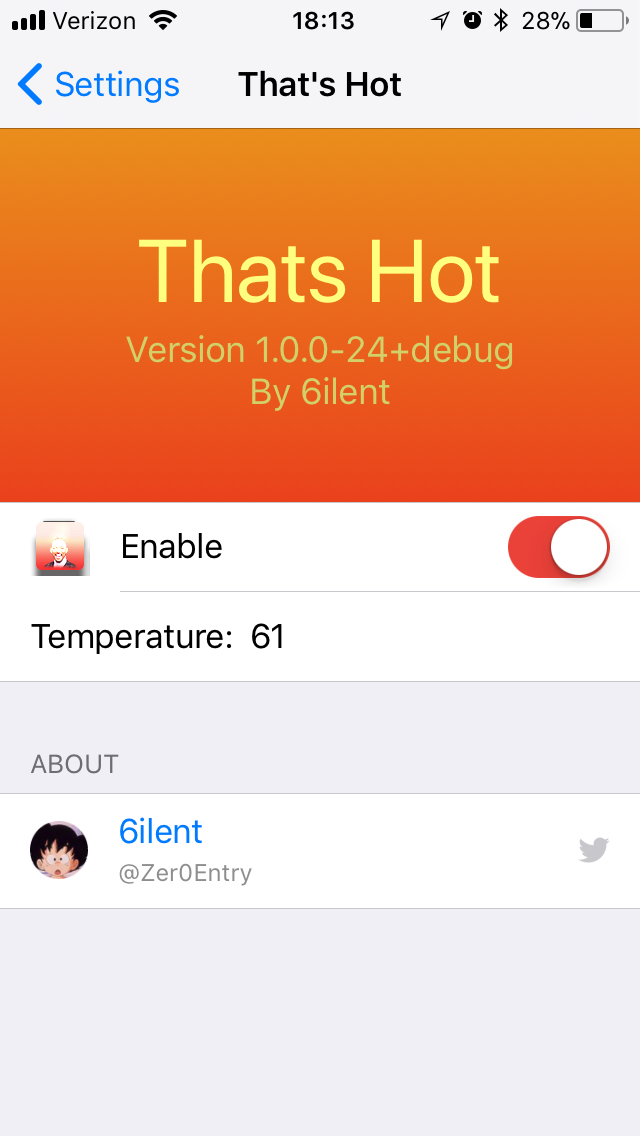 Verizon 18:13 28%
Settings That's Hot
Thats Hot
Version 1.0.0-24+debug
By 6ilent
Enable
Temperature: 61
ABOUT
6ilent
@Zer0Entry